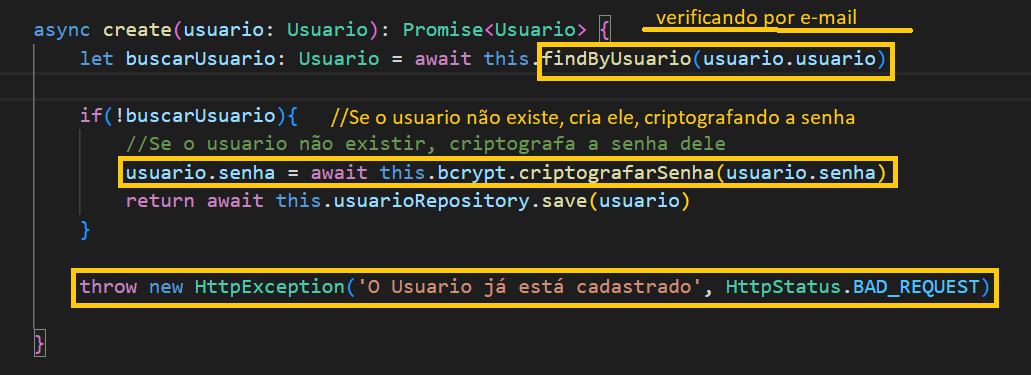 verificando por e-mail
async create(usuario: Usuario): Promise<Usuario> {
let buscarUsuario: Usuario = await this.findByUsuario(usuario.usuario)
if(!buscarUsuario){ //Se o usuario não existe, cria ele, criptografando a senha
//Se o usuario não existir, criptografa a senha dele
usuario.senha = await this.bcrypt.criptografarSenha(usuario.senha)
return await this.usuarioRepository.save(usuario)
}
throw new HttpException('O Usuario já está cadastrado', HttpStatus.BAD_REQUEST)
}